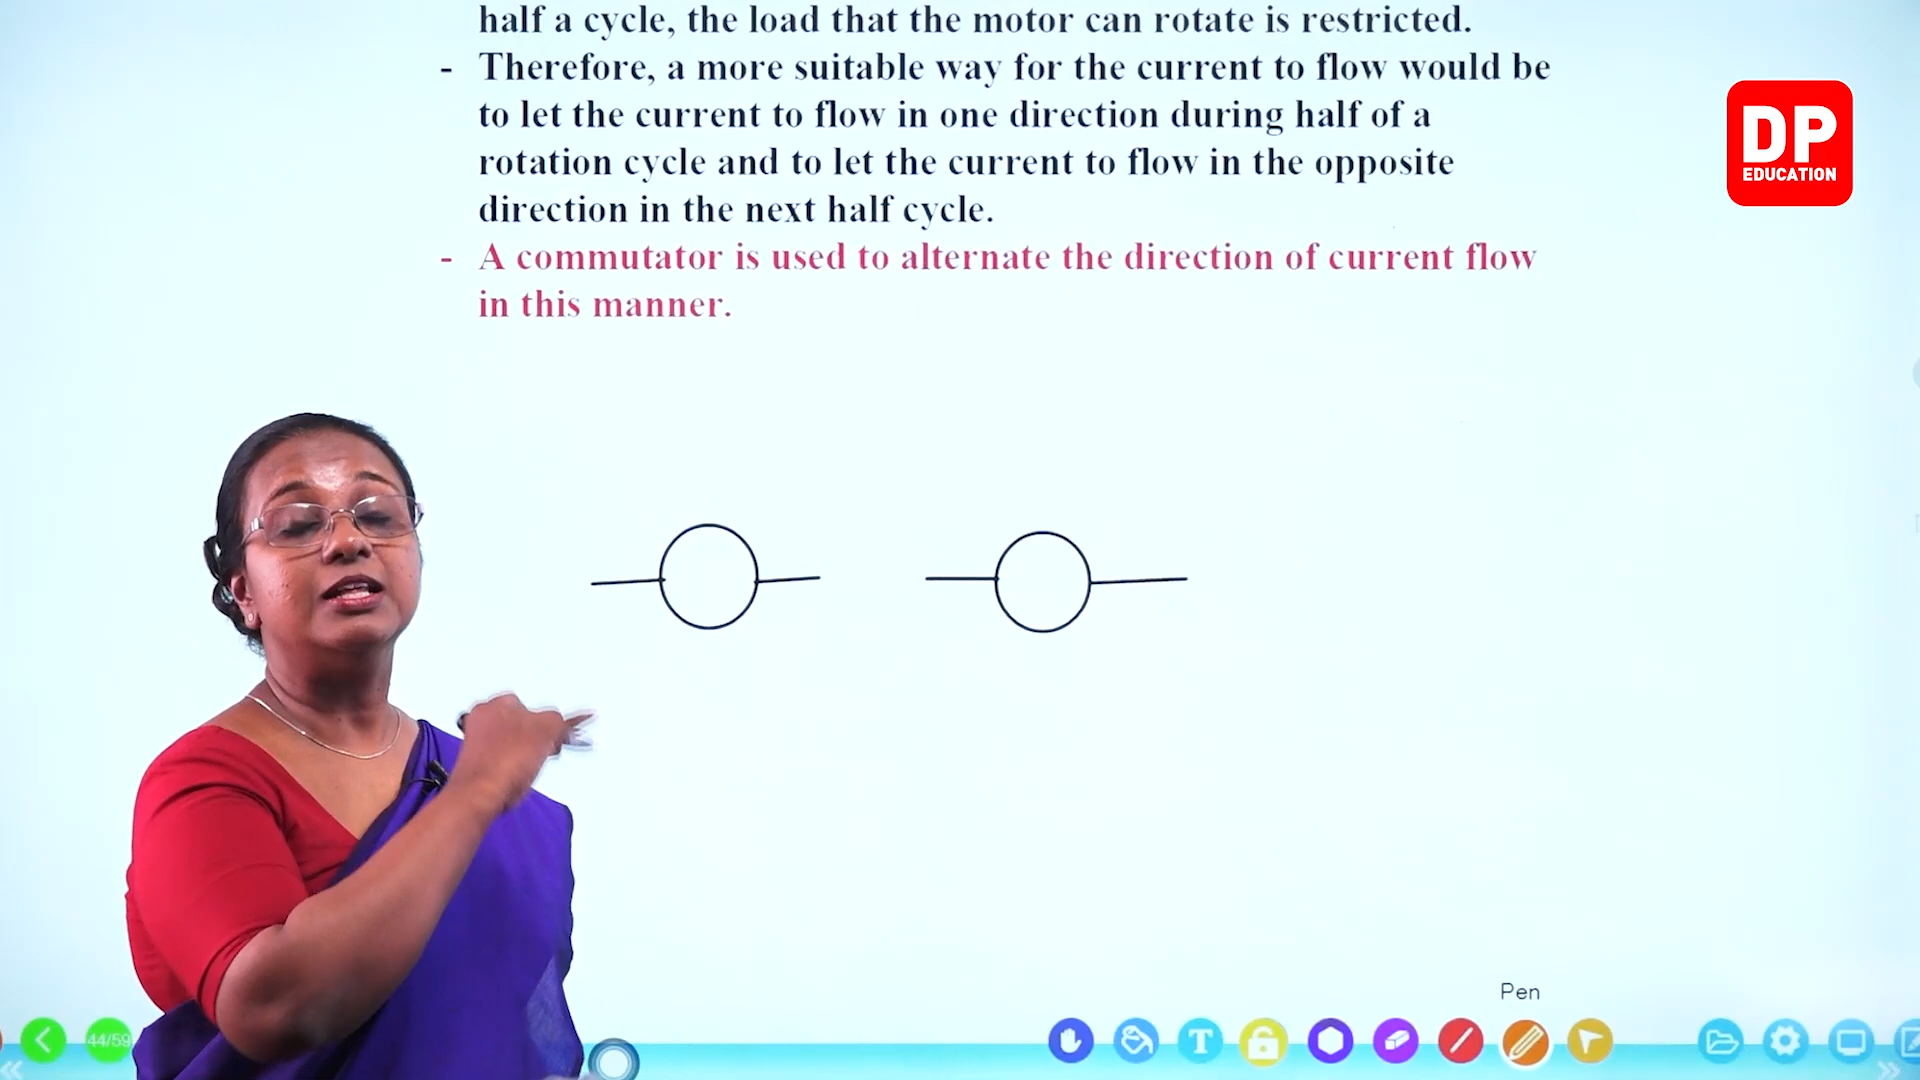 half a cycle, the load that the motor can rotate is restricted.
- Therefore, a more suitable way for the current to flow would be
to let the current to flow in one direction during half of a
rotation cycle and to let the current to flow in the opposite
direction in the next half cycle.
- A commutator is used to alternate the direction of current flow
in this manner.
DP
EDUCATION
Pen
44/59
T